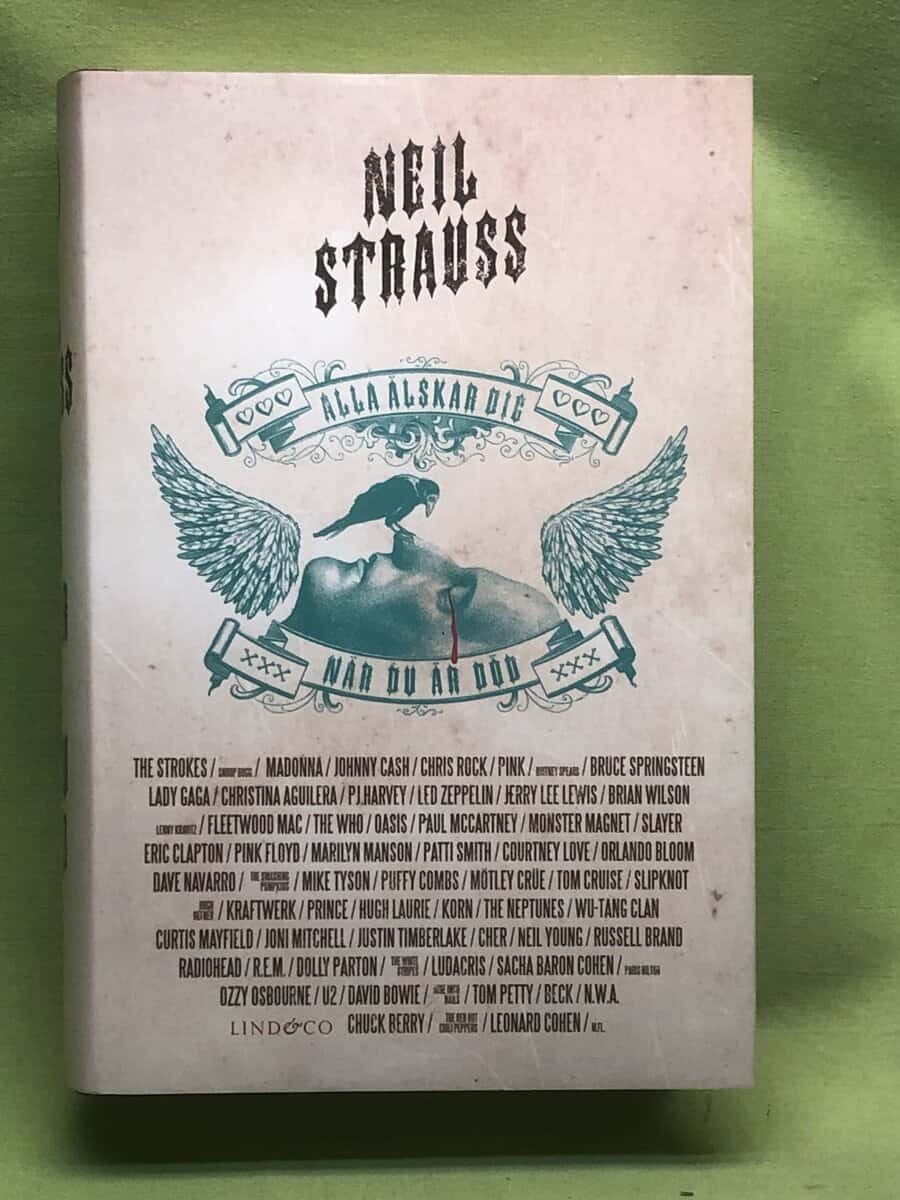 NEIL
STRAUSS
ALLA ÄLSKAR DIG
XXX NÄR DU ÄR DÖD XXX
THE STROKES / SNOOP DOGG / MADONNA / JOHNNY CASH / CHRIS ROCK / PINK / BRITNEY SPEARS / BRUCE SPRINGSTEEN
LADY GAGA / CHRISTINA AGUILERA / PJ HARVEY / LED ZEPPELIN / JERRY LEE LEWIS / BRIAN WILSON
LENNY KRAVITZ / FLEETWOOD MAC / THE WHO / OASIS / PAUL MCCARTNEY / MONSTER MAGNET / SLAYER
ERIC CLAPTON / PINK FLOYD / MARILYN MANSON / PATTI SMITH / COURTNEY LOVE / ORLANDO BLOOM
DAVE NAVARRO / THE SMASHING PUMPKINS / MIKE TYSON / PUFFY COMBS / MÖTLEY CRÜE / TOM CRUISE / SLIPKNOT
HUGH HEFNER / KRAFTWERK / PRINCE / HUGH LAURIE / KORN / THE NEPTUNES / WU-TANG CLAN
CURTIS MAYFIELD / JONI MITCHELL / JUSTIN TIMBERLAKE / CHER / NEIL YOUNG / RUSSELL BRAND
RADIOHEAD / R.E.M. / DOLLY PARTON / THE WHITE STRIPES / LUDACRIS / SACHA BARON COHEN / PARIS HILTON
OZZY OSBOURNE / U2 / DAVID BOWIE / NINE INCH NAILS / TOM PETTY / BECK / N.W.A.
LIND&CO CHUCK BERRY / THE RED HOT CHILI PEPPERS / LEONARD COHEN / M.FL.
SS